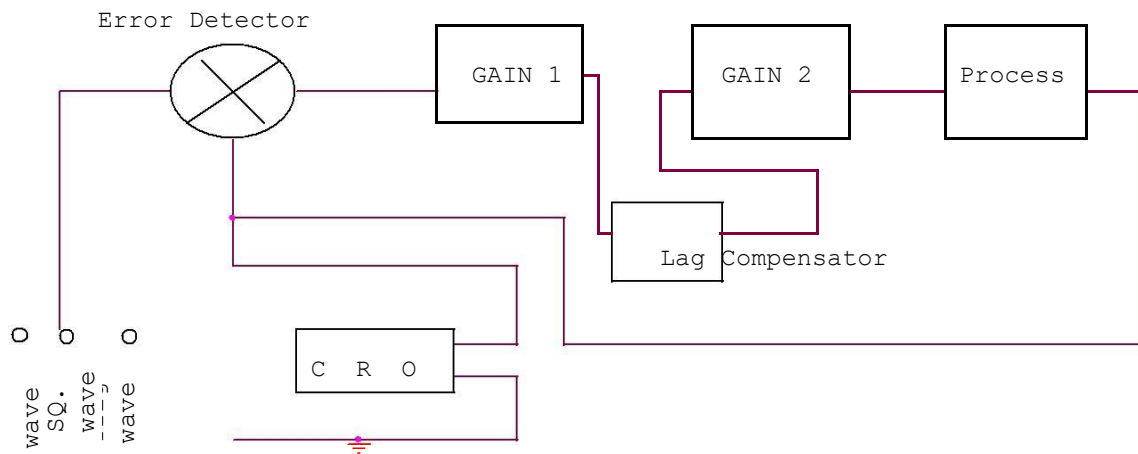 Error Detector
GAIN 1
GAIN 2
Process
Lag Compensator
C R O
wave
SQ.
wave
wave